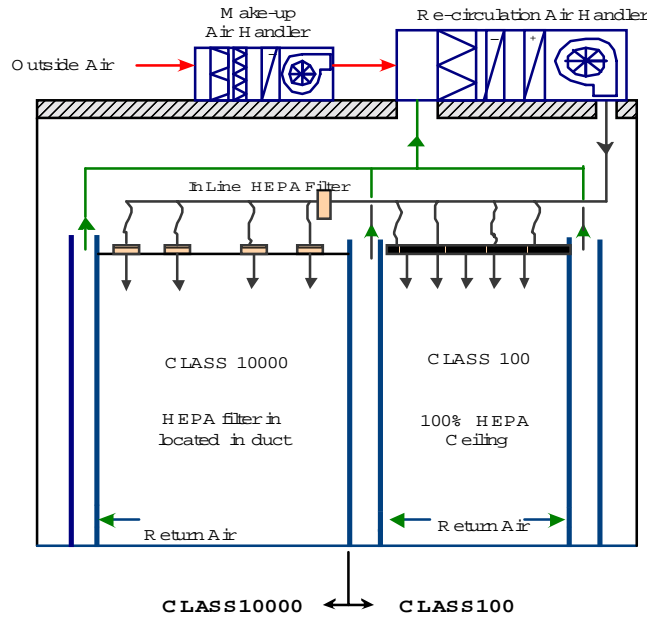 Make-up
Air Handler
Re-circulation Air Handler
Outside Air
- 
- +
In Line HEPA Filter
CLASS 10000
CLASS 100
HEPA filter in
located in duct
100% HEPA
Ceiling
Return Air
Return Air
CLASS10000
CLASS100